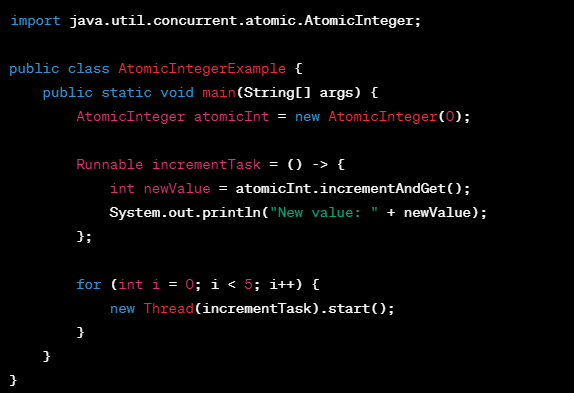 import java.util.concurrent.atomic.AtomicInteger;
public class AtomicIntegerExample {
    public static void main(String[] args) {
        AtomicInteger atomicInt = new AtomicInteger(0);
        Runnable incrementTask = () -> {
            int newValue = atomicInt.incrementAndGet();
            System.out.println("New value: " + newValue);
        };
        for (int i = 0; i < 5; i++) {
            new Thread(incrementTask).start();
        }
    }
}